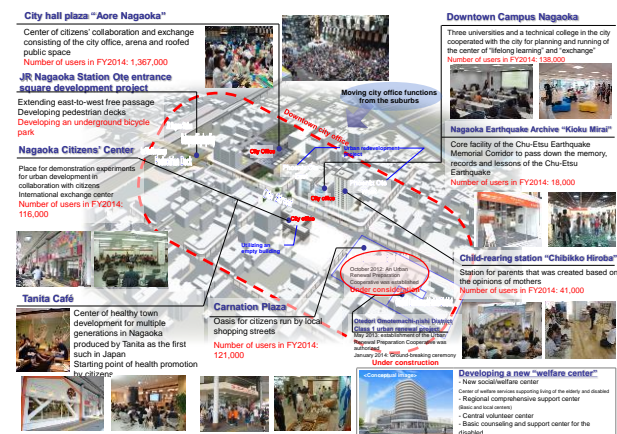 City hall plaza “Aore Nagaoka”
Center of citizens’ collaboration and exchange
consisting of the city office, arena and roofed
public space
Number of users in FY2014: 1,367,000
JR Nagaoka Station Ote entrance
square development project
Extending east-to-west free passage
Developing pedestrian decks
Developing an underground bicycle
park
Nagaoka Citizens’ Center
Place for demonstration experiments
for urban development in
collaboration with citizens
International exchange center
Number of users in FY2014:
116,000
Tanita Café
Center of healthy town
development for multiple
generations in Nagaoka
produced by Tanita as the first
such in Japan
Starting point of health promotion
by citizens
Moving city office functions
from the suburbs
Downtown city office
City Office
Urban redevelopment
project
City office
City office
Utilizing an
empty building
Carnation Plaza
Oasis for citizens run by local
shopping streets
Number of users in FY2014:
121,000
October 2012: An Urban
Renewal Preparation
Cooperative was established
Under consideration
Otedori Omotemachi-nishi District
Class 1 urban renewal project
May 2013: establishment of the Urban
Renewal Preparation Cooperative was
authorized
January 2014: Ground-breaking ceremony
Under construction
Downtown Campus Nagaoka
Three universities and a technical college in the city
cooperated with the city for planning and running
of the center of “lifelong learning” and “exchange”
Number of users in FY2014: 138,000
Nagaoka Earthquake Archive “Kioku Mirai”
Core facility of the Chu-Etsu Earthquake
Memorial Corridor to pass down the memory,
records and lessons of the Chu-Etsu
Earthquake
Number of users in FY2014: 18,000
Child-rearing station “Chibikko Hiroba”
Station for parents that was created based on
the opinions of mothers
Number of users in FY2014: 41,000
<Conceptual image>
Developing a new “welfare center”
- New social/welfare center
Center of welfare services supporting living of the elderly and disabled
- Regional comprehensive support center
(Basic and local centers)
- Central volunteer center
- Basic counseling and support center for the
disabled